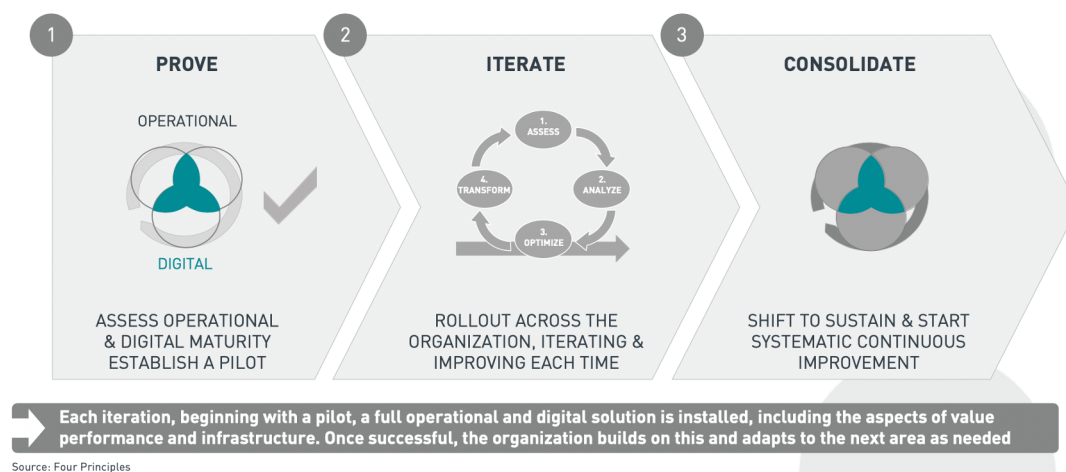 1
PROVE
OPERATIONAL
DIGITAL
ASSESS OPERATIONAL
& DIGITAL MATURITY
ESTABLISH A PILOT
2
ITERATE
1.
ASSESS
2.
ANALYZE
3.
OPTIMIZE
4.
TRANSFORM
ROLLOUT ACROSS THE
ORGANIZATION, ITERATING &
IMPROVING EACH TIME
3
CONSOLIDATE
SHIFT TO SUSTAIN & START
SYSTEMATIC CONTINUOUS
IMPROVEMENT
Each iteration, beginning with a pilot, a full operational and digital solution is installed, including the aspects of value
performance and infrastructure. Once successful, the organization builds on this and adapts to the next area as needed
Source: Four Principles